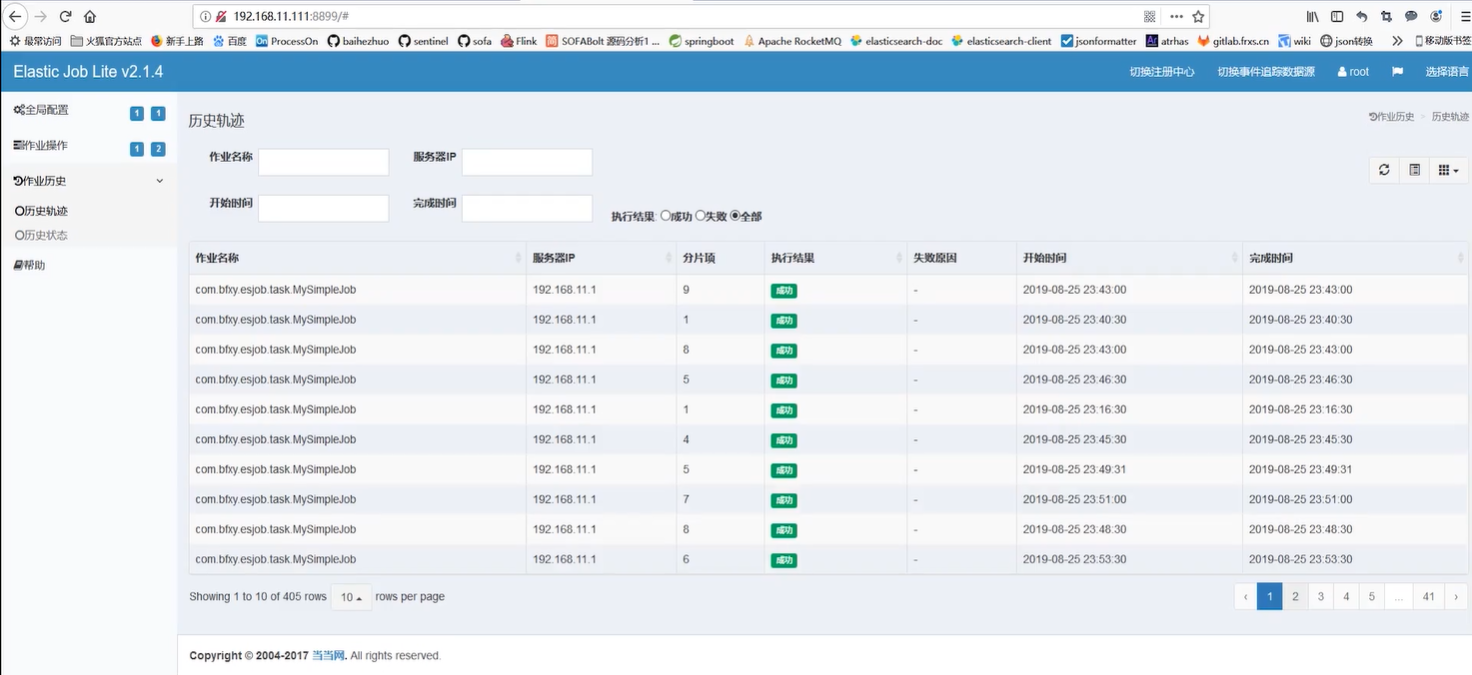 192.168.11.111:8899/#
最常访问 火狐官方站点 新手上路 百度 ProcessOn baihezhuo sentinel sofa Flink SOFABolt 源码分析1 ... springboot Apache RocketMQ elasticsearch-doc elasticsearch-client jsonformatter atrhas gitlab.frxs.cn wiki json转换 移动版书签
Elastic Job Lite v2.1.4 切换注册中心 切换事件追踪数据源 root 选择语言
全局配置 1 1
作业操作 1 2
作业历史
历史轨迹
历史状态
帮助
历史轨迹 作业历史 历史轨迹
作业名称 服务器IP
开始时间 完成时间 执行结果: 成功 失败 全部
作业名称 服务器IP 分片项 执行结果 失败原因 开始时间 完成时间
com.bfxy.esjob.task.MySimpleJob 192.168.11.1 9 成功 - 2019-08-25 23:43:00 2019-08-25 23:43:00
com.bfxy.esjob.task.MySimpleJob 192.168.11.1 1 成功 - 2019-08-25 23:40:30 2019-08-25 23:40:30
com.bfxy.esjob.task.MySimpleJob 192.168.11.1 8 成功 - 2019-08-25 23:43:00 2019-08-25 23:43:00
com.bfxy.esjob.task.MySimpleJob 192.168.11.1 5 成功 - 2019-08-25 23:46:30 2019-08-25 23:46:30
com.bfxy.esjob.task.MySimpleJob 192.168.11.1 1 成功 - 2019-08-25 23:16:30 2019-08-25 23:16:30
com.bfxy.esjob.task.MySimpleJob 192.168.11.1 4 成功 - 2019-08-25 23:45:30 2019-08-25 23:45:30
com.bfxy.esjob.task.MySimpleJob 192.168.11.1 5 成功 - 2019-08-25 23:49:31 2019-08-25 23:49:31
com.bfxy.esjob.task.MySimpleJob 192.168.11.1 7 成功 - 2019-08-25 23:51:00 2019-08-25 23:51:00
com.bfxy.esjob.task.MySimpleJob 192.168.11.1 8 成功 - 2019-08-25 23:48:30 2019-08-25 23:48:30
com.bfxy.esjob.task.MySimpleJob 192.168.11.1 6 成功 - 2019-08-25 23:53:30 2019-08-25 23:53:30
Showing 1 to 10 of 405 rows 10 rows per page ‹ 1 2 3 4 5 ... 41 ›
Copyright © 2004-2017 当当网. All rights reserved.